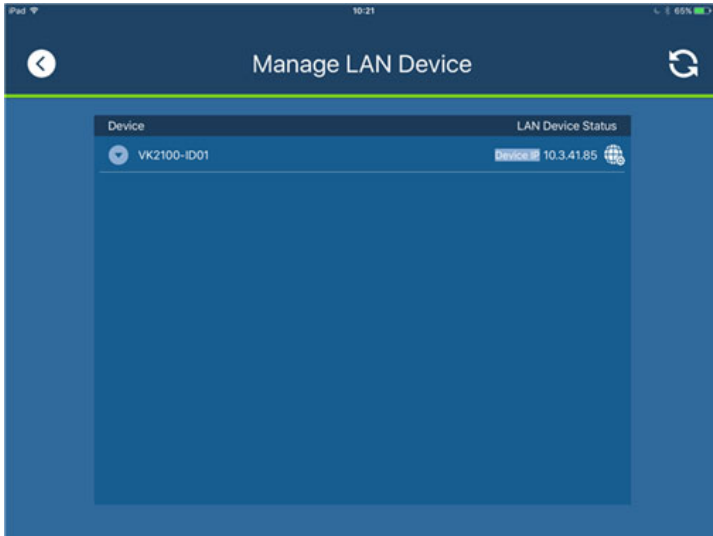 iPad 10:21 65%
Manage LAN Device
Device LAN Device Status
VK2100-ID01 Device IP 10.3.41.85